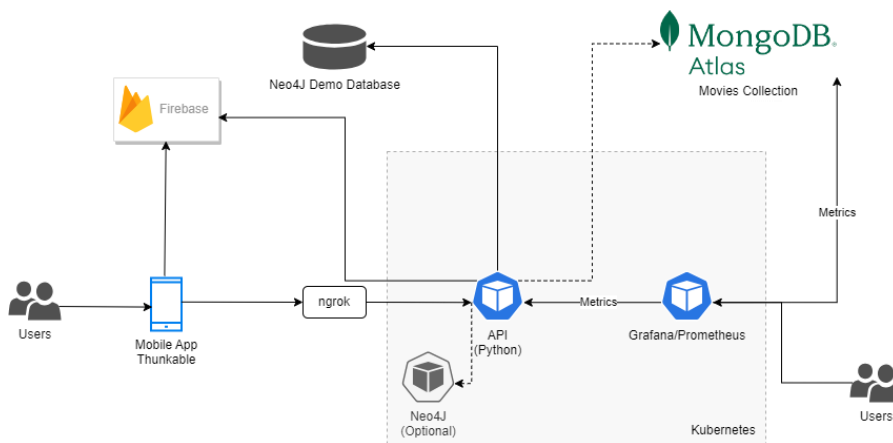 MongoDB.
Atlas
Movies Collection
Neo4J Demo Database
Firebase
Metrics
Users
Mobile App
Thunkable
ngrok
API
(Python)
Metrics
Grafana/Prometheus
Neo4J
(Optional)
Kubernetes
Users